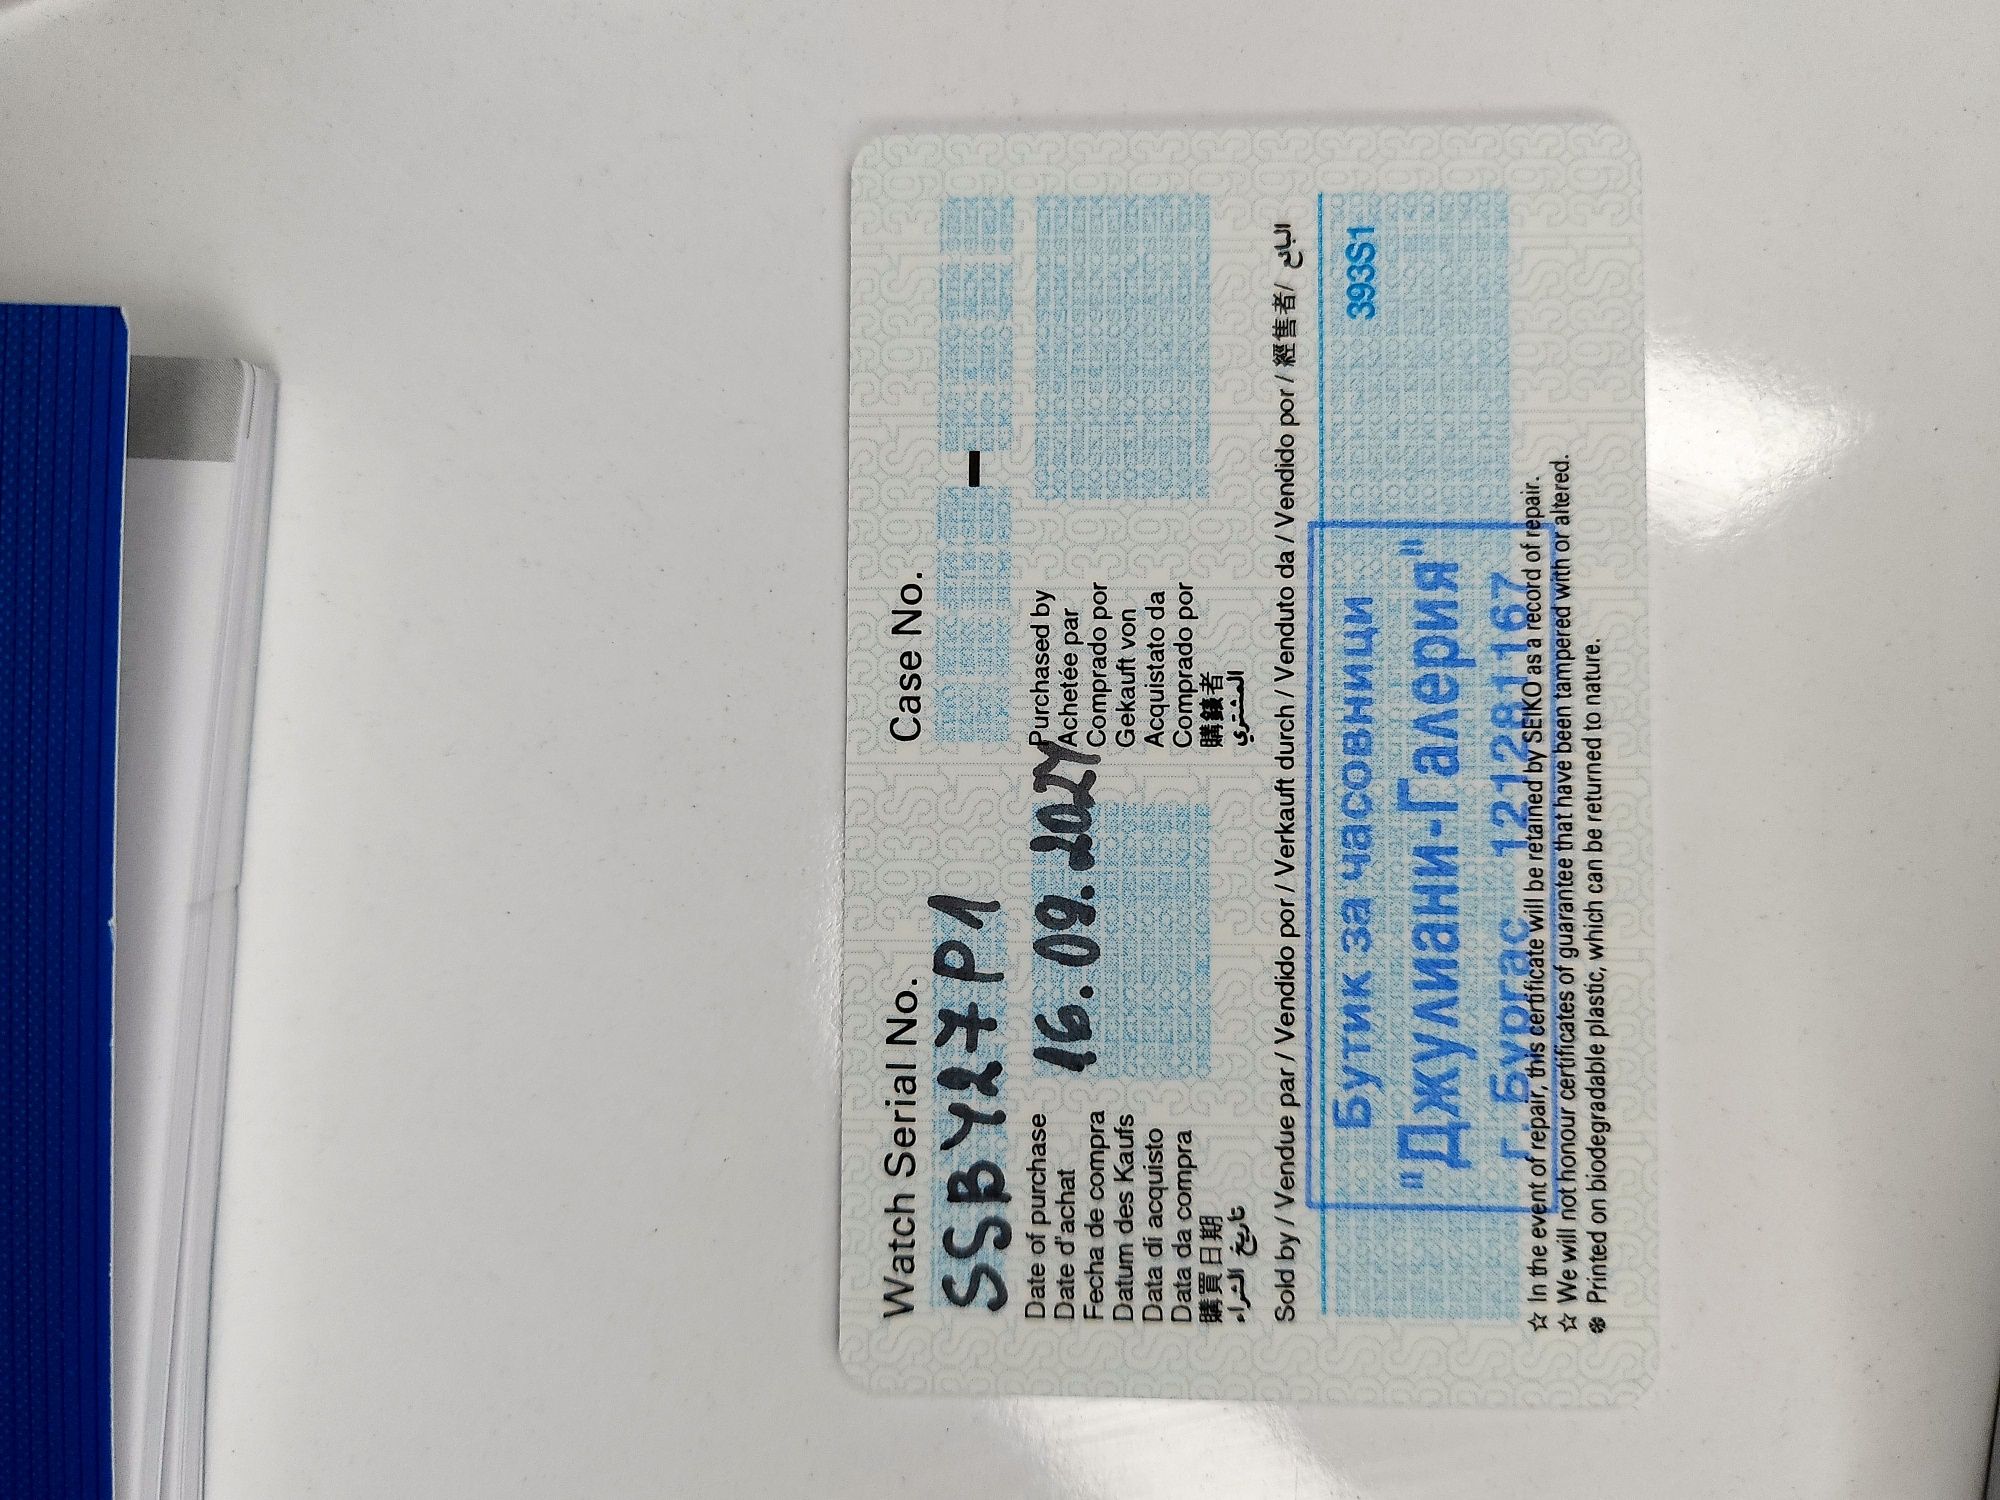 Watch Serial No.
SSBY27P1
Case No.
Date of purchase
Date d'achat
Fecha de compra
Datum des Kaufs
Data di acquisto
Data da compra
購買日期
تاريخ الشراء
16.09.2024
Purchased by
Achetée par
Comprado por
Gekauft von
Acquistato da
Comprado por
購錶者
المشتري
Sold by / Vendue par / Vendido por / Verkauft durch / Venduto da / Vendido por / 經售者/ البائع
393S1
Бутик за часовници
"Джулиани-Галерия"
г. Бургас 121281167
☆ In the event of repair, this certificate will be retained by SEIKO as a record of repair.
☆ We will not honour certificates of guarantee that have been tampered with or altered.
❄ Printed on biodegradable plastic, which can be returned to nature.